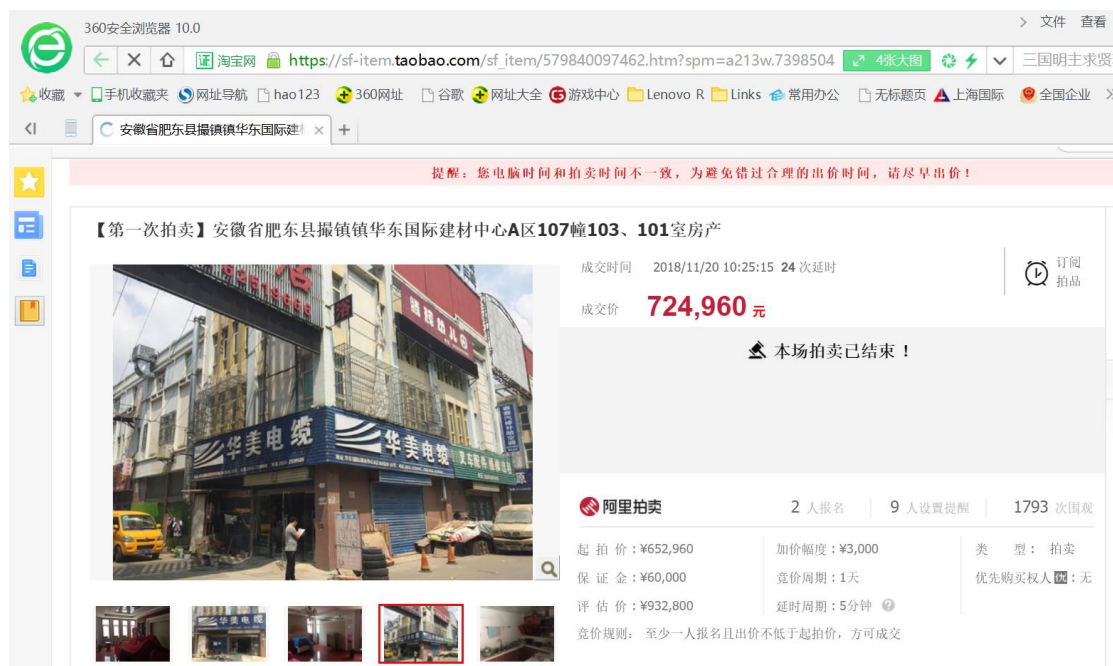 360安全浏览器 10.0
文件 查看
证 淘宝网 https://sf-item.taobao.com/sf_item/579840097462.htm?spm=a213w.7398504 4张大图 三国明主求贤
收藏 手机收藏夹 网址导航 hao123 360网址 谷歌 网址大全 游戏中心 Lenovo R Links 常用办公 无标题页 上海国际 全国企业
安徽省肥东县撮镇镇华东国际建
提醒：您电脑时间和拍卖时间不一致，为避免错过合理的出价时间，请尽早出价！
【第一次拍卖】安徽省肥东县撮镇镇华东国际建材中心A区107幢103、101室房产
成交时间 2018/11/20 10:25:15 24 次延时
订阅
拍品
成交价 724,960 元
本场拍卖已结束！
浴
幼儿园
华美电缆
华美电缆
阿里拍卖 2 人报名 9 人设置提醒 1793 次围观
起拍价：¥652,960 加价幅度：¥3,000 类 型： 拍卖
保证金：¥60,000 竞价周期：1天 优先购买权人优：无
评估价：¥932,800 延时周期：5分钟
竞价规则： 至少一人报名且出价不低于起拍价，方可成交
华美电缆